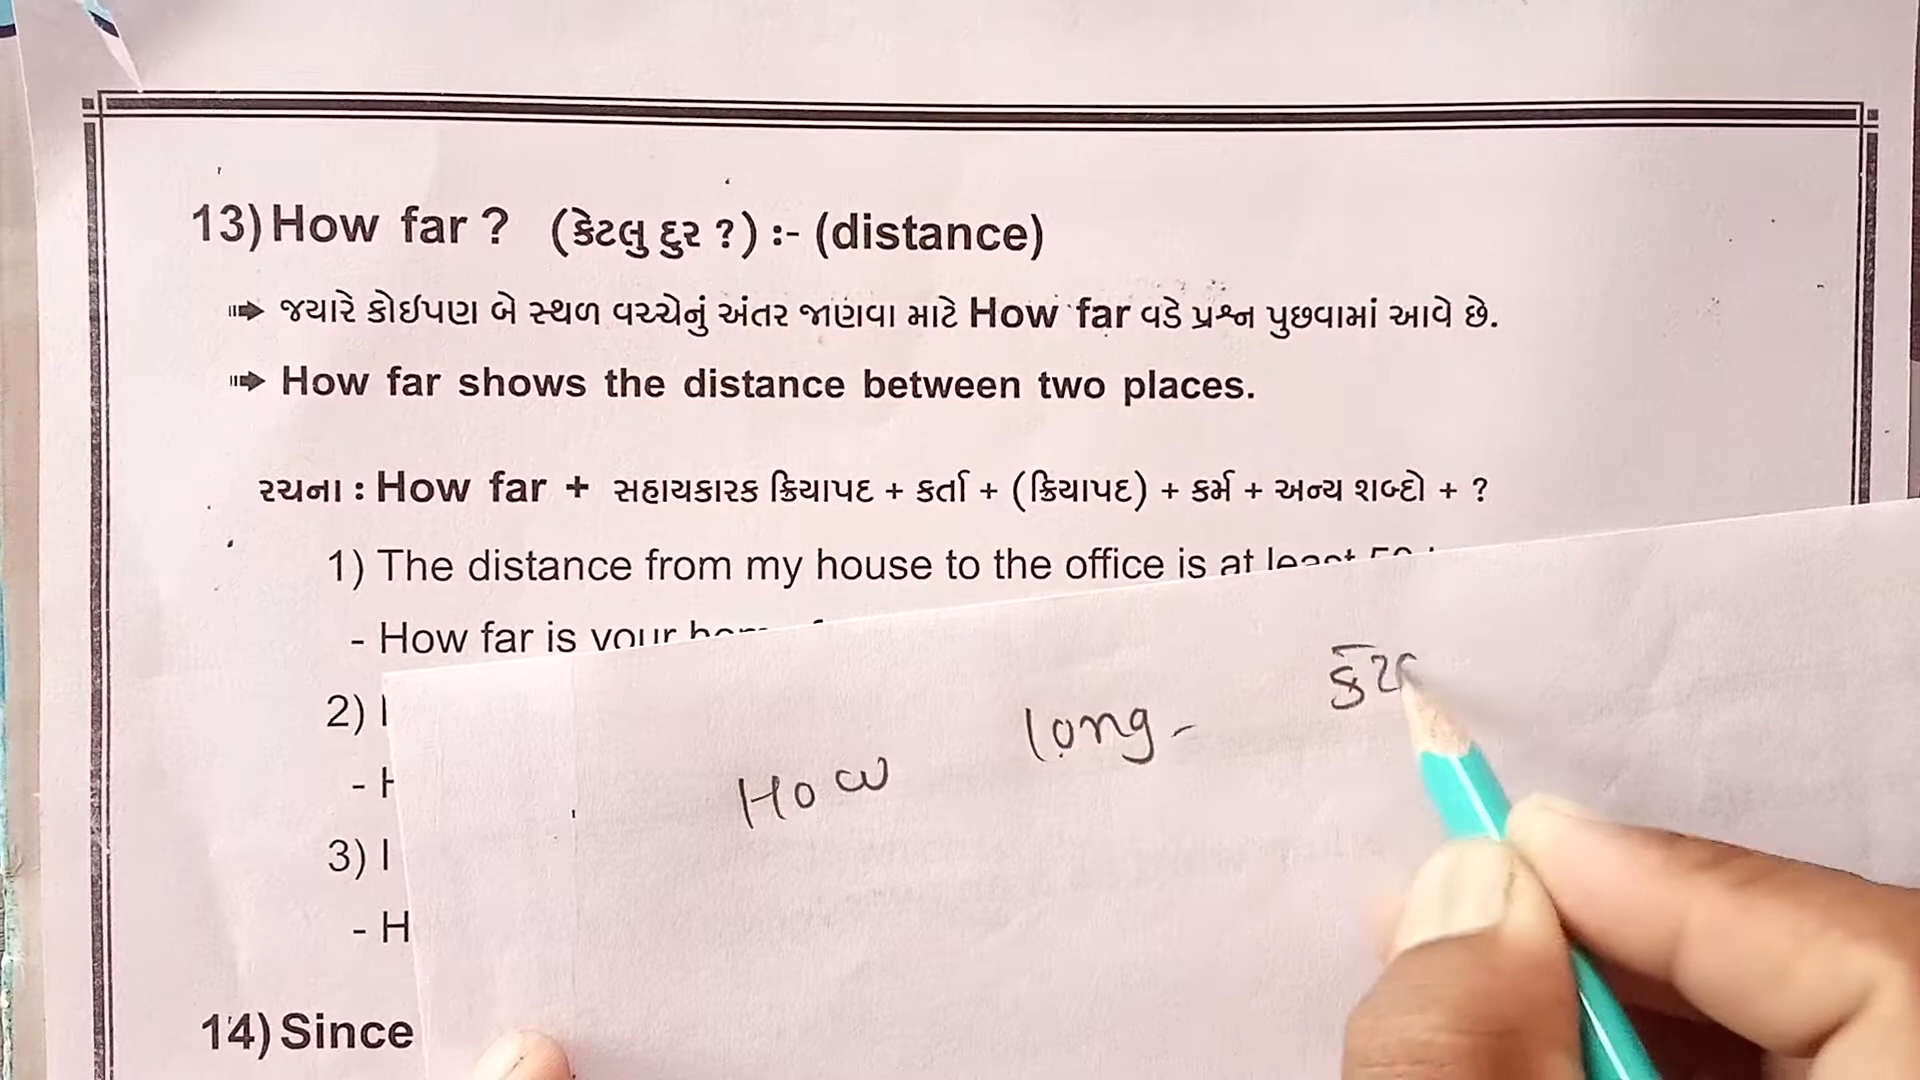 13) How far ? (કેટલુ દુર ?) :- (distance)
જયારે કોઈપણ બે સ્થળ વચ્ચેનું અંતર જાણવા માટે How far વડે પ્રશ્ન પુછવામાં આવે છે.
How far shows the distance between two places.
રચના : How far + સહાયકારક ક્રિયાપદ + કર્તા + (ક્રિયાપદ) + કર્મ + અન્ય શબ્દો + ?
1) The distance from my house to the office is at least
- How far is your
2) I
- H
3) I
- H
14) Since
How long -